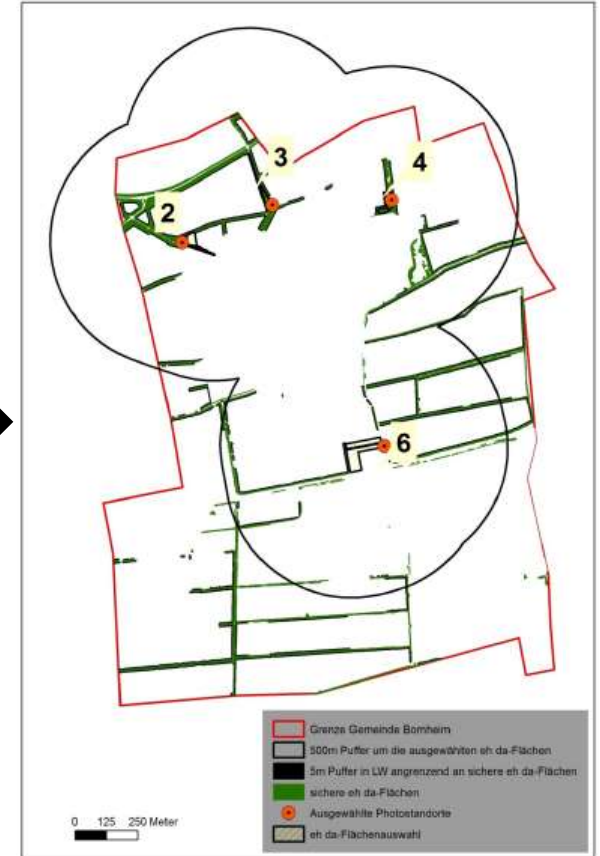 3
4
2
6
Grenze Gemeinde Bornheim
500m Puffer um die ausgewählten eh da-Flächen
5m Puffer in LW angrenzend an sichere eh da-Flächen
sichere eh da-Flächen
Ausgewählte Photostandorte
eh da-Flächenauswahl
0 125 250 Meter